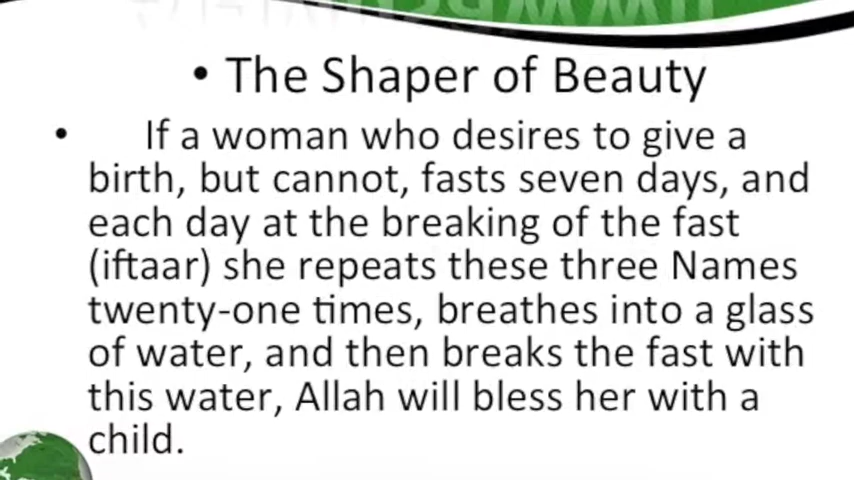 • The Shaper of Beauty
• If a woman who desires to give a
birth, but cannot, fasts seven days, and
each day at the breaking of the fast
(iftaar) she repeats these three Names
twenty-one times, breathes into a glass
of water, and then breaks the fast with
this water, Allah will bless her with a
child.